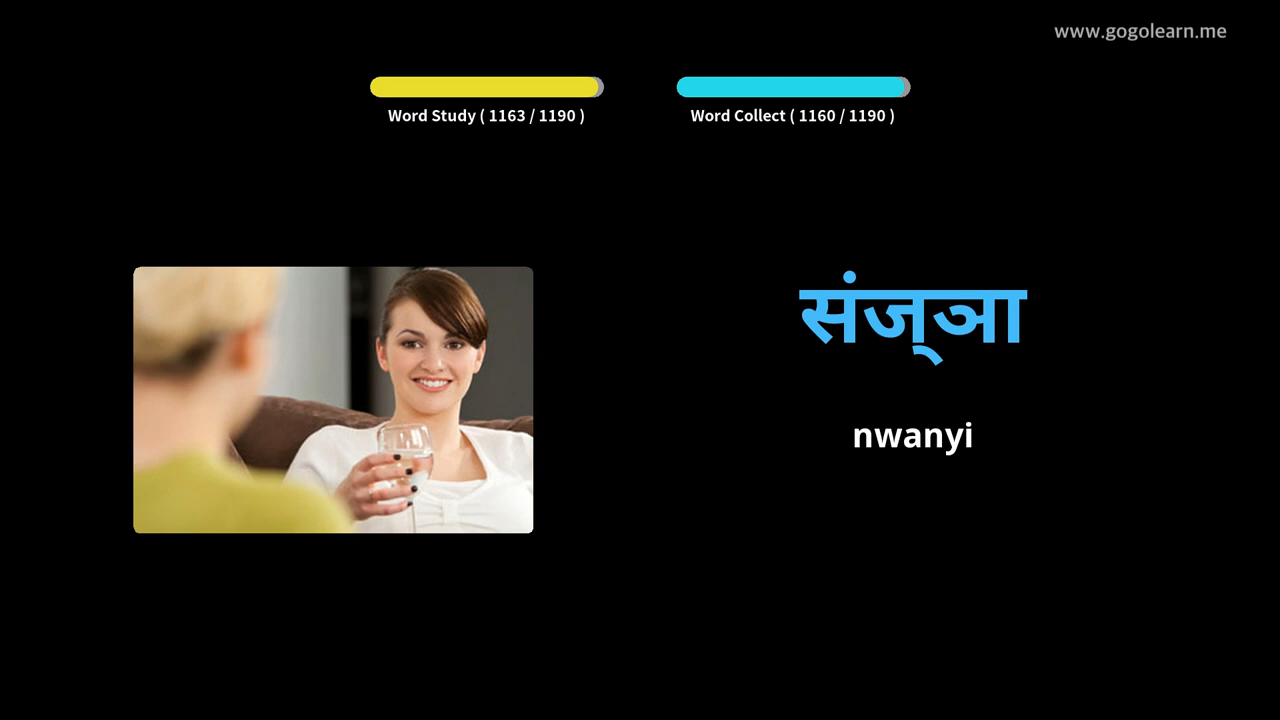 www.gogolearn.me
Word Study ( 1163 / 1190 )
Word Collect ( 1160 / 1190 )
संज्‌ञा
nwanyi